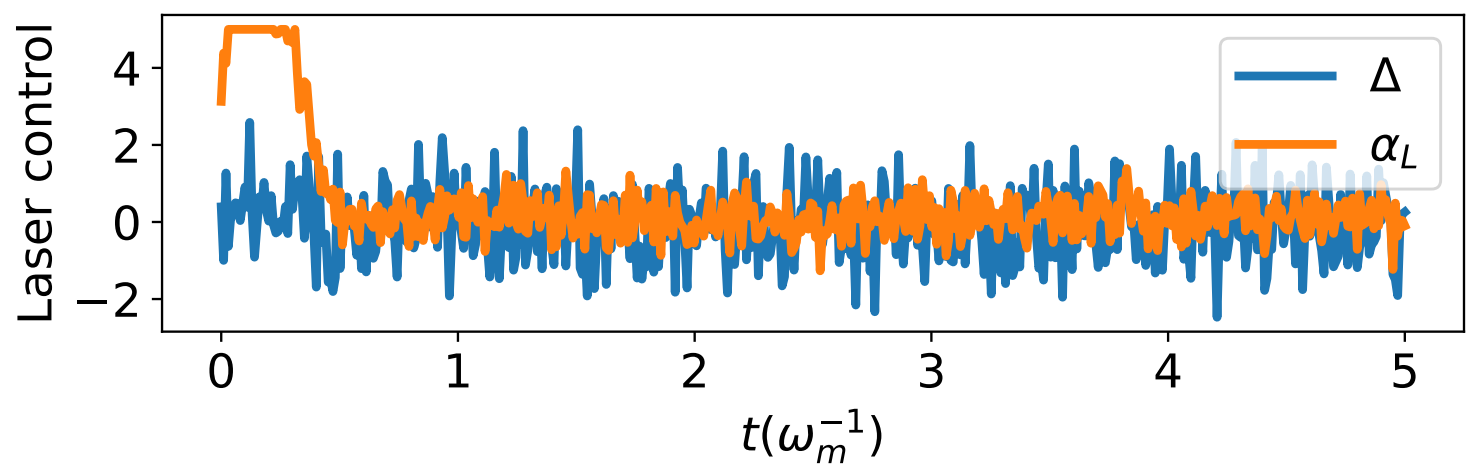 Laser control
4
2
0
−2
Δ
α_L
0 1 2 3 4 5
t(ω_m^{−1})